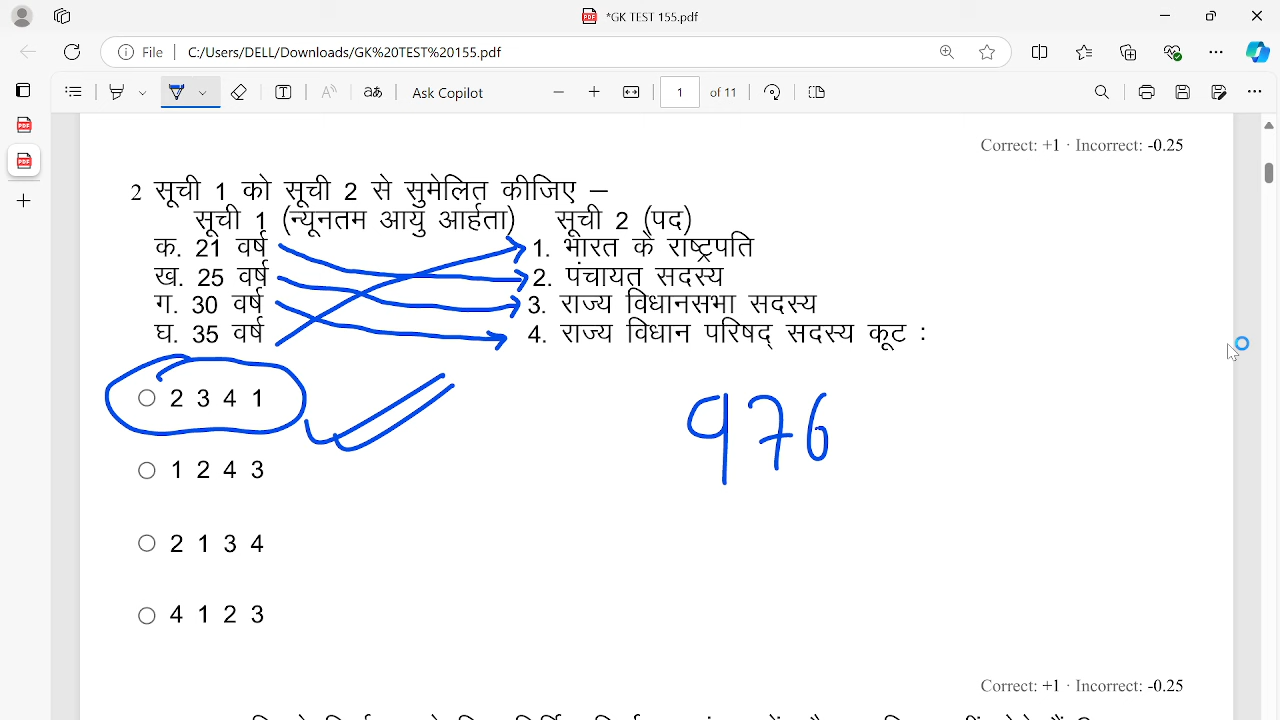 *GK TEST 155.pdf
File C:/Users/DELL/Downloads/GK%20TEST%20155.pdf
Ask Copilot 1 of 11
Correct: +1 · Incorrect: -0.25
2 सूची 1 को सूची 2 से सुमेलित कीजिए –
सूची 1 (न्यूनतम आयु आर्हता) सूची 2 (पद)
क. 21 वर्ष 1. भारत के राष्ट्रपति
ख. 25 वर्ष 2. पंचायत सदस्य
ग. 30 वर्ष 3. राज्य विधानसभा सदस्य
घ. 35 वर्ष 4. राज्य विधान परिषद् सदस्य कूट :
2 3 4 1
976
1 2 4 3
2 1 3 4
4 1 2 3
Correct: +1 · Incorrect: -0.25